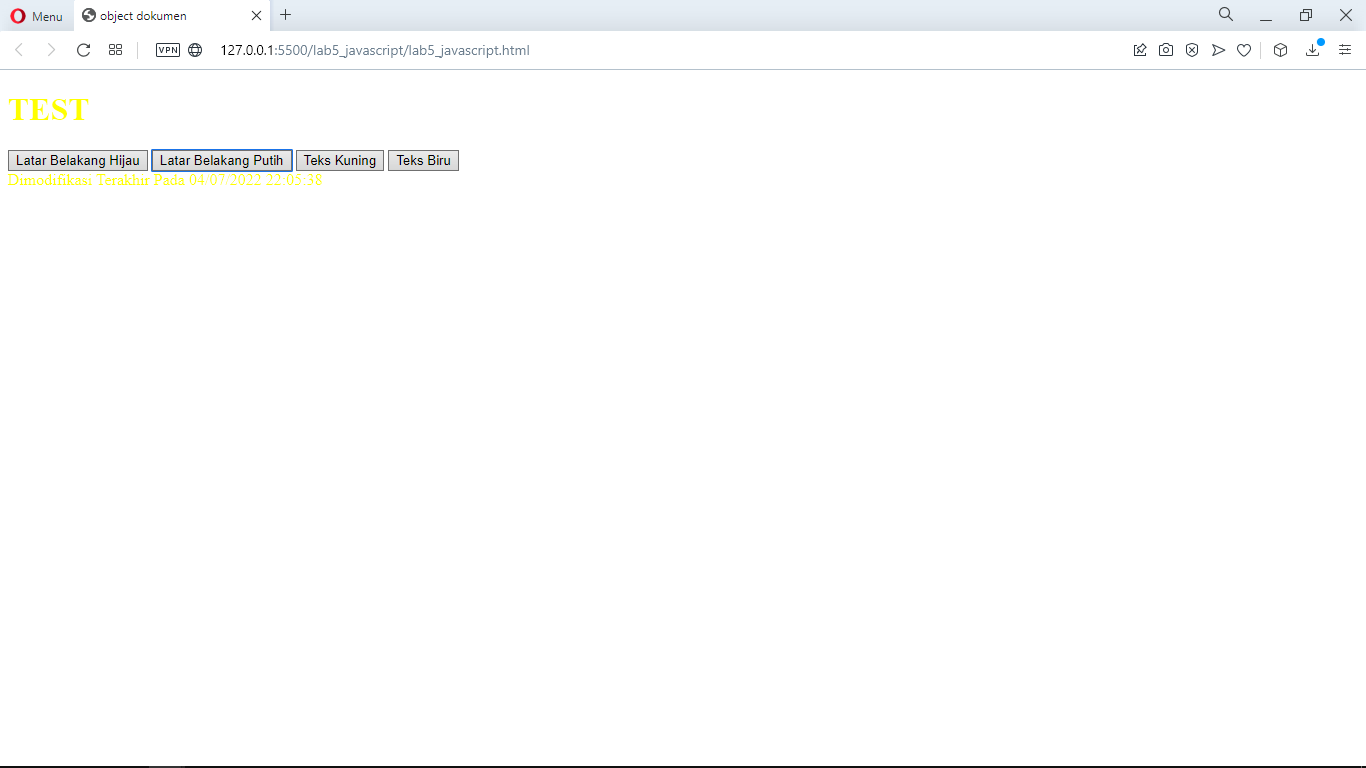 Menu object dokumen
VPN 127.0.0.1:5500/lab5_javascript/lab5_javascript.html
TEST
Latar Belakang Hijau Latar Belakang Putih Teks Kuning Teks Biru
Dimodifikasi Terakhir Pada 04/07/2022 22:05:38